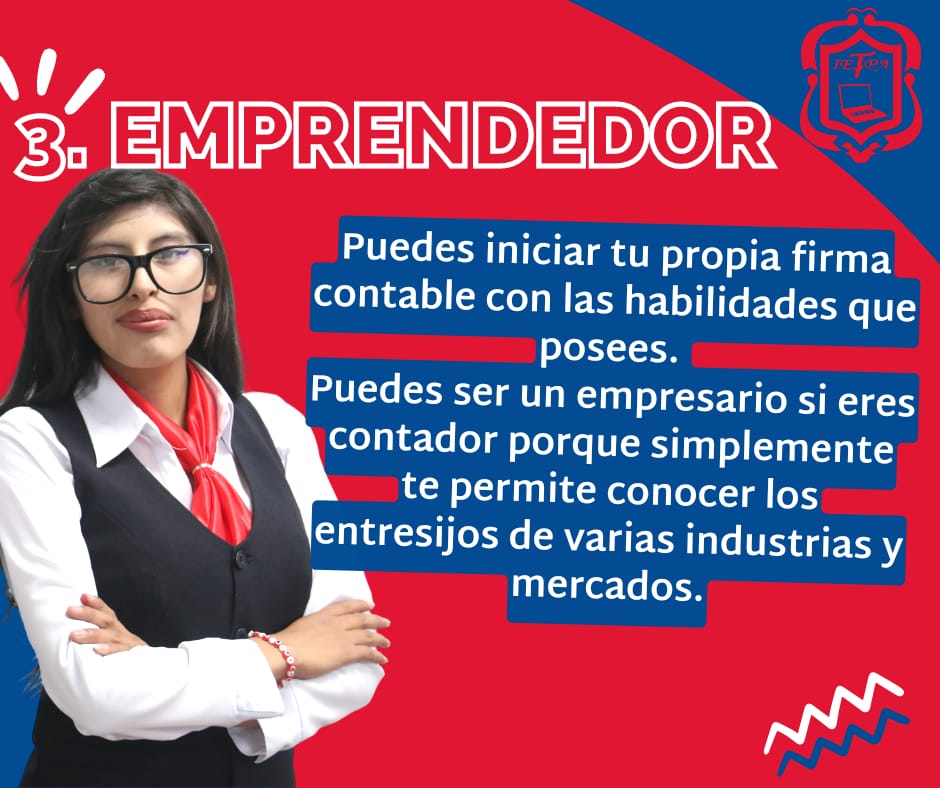 IETPA
3. EMPRENDEDOR
Puedes iniciar tu propia firma
contable con las habilidades que
posees.
Puedes ser un empresario si eres
contador porque simplemente
te permite conocer los
entresijos de varias industrias y
mercados.